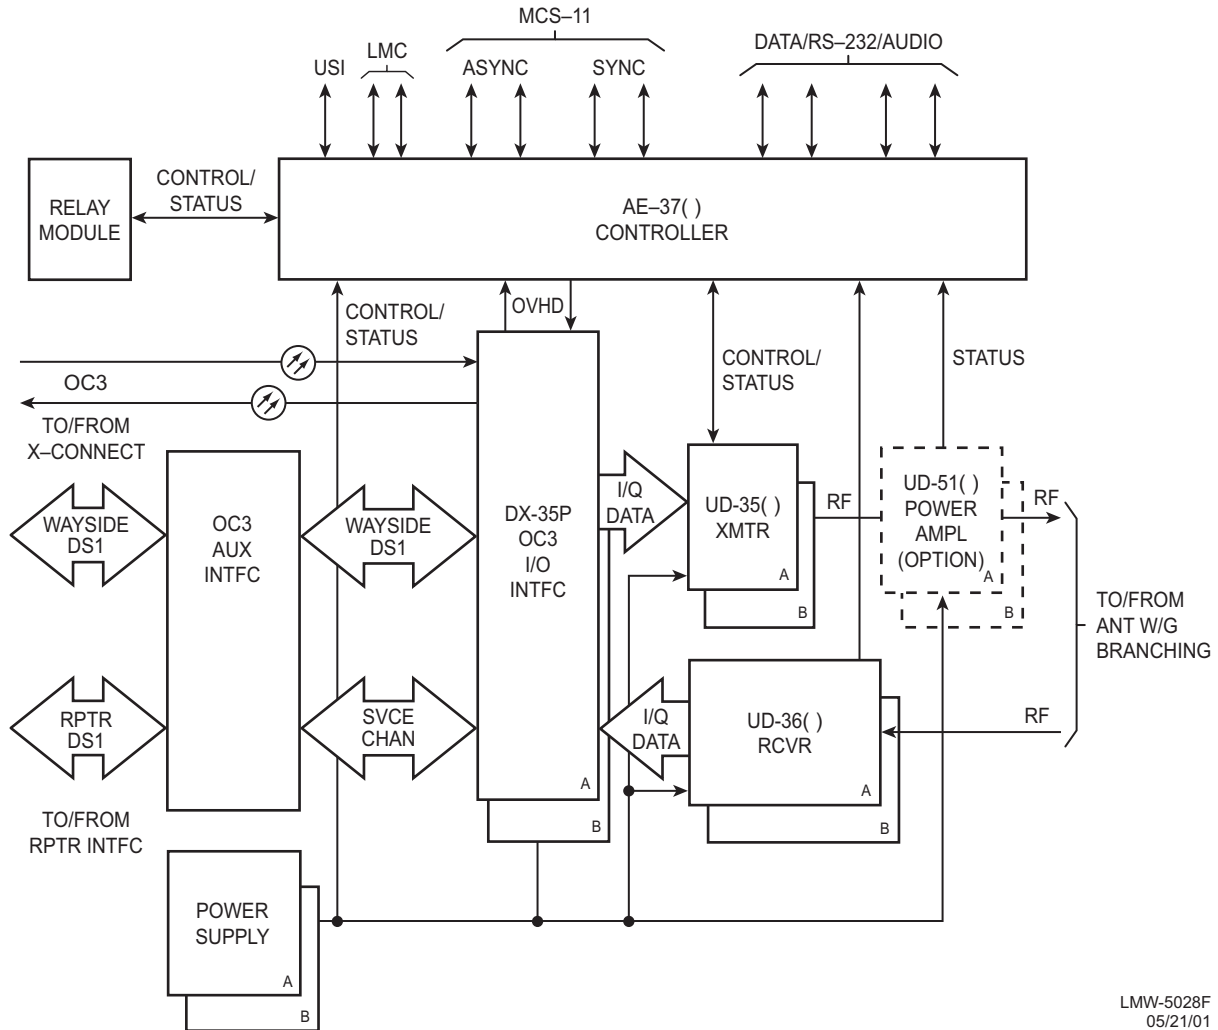 MCS–11
DATA/RS–232/AUDIO
LMC
USI
ASYNC
SYNC
CONTROL/
STATUS
RELAY
MODULE
AE–37( )
CONTROLLER
CONTROL/
STATUS
OVHD
CONTROL/
STATUS
STATUS
OC3
TO/FROM
X–CONNECT
WAYSIDE
DS1
OC3
AUX
INTFC
WAYSIDE
DS1
DX-35P
OC3
I/O
INTFC
A
B
I/Q
DATA
UD-35( )
XMTR
A
B
RF
UD-51( )
POWER
AMPL
(OPTION)
A
B
RF
TO/FROM
ANT W/G
BRANCHING
RPTR
DS1
SVCE
CHAN
I/Q
DATA
UD-36( )
RCVR
A
B
RF
TO/FROM
RPTR INTFC
POWER
SUPPLY
A
B
LMW-5028F
05/21/01